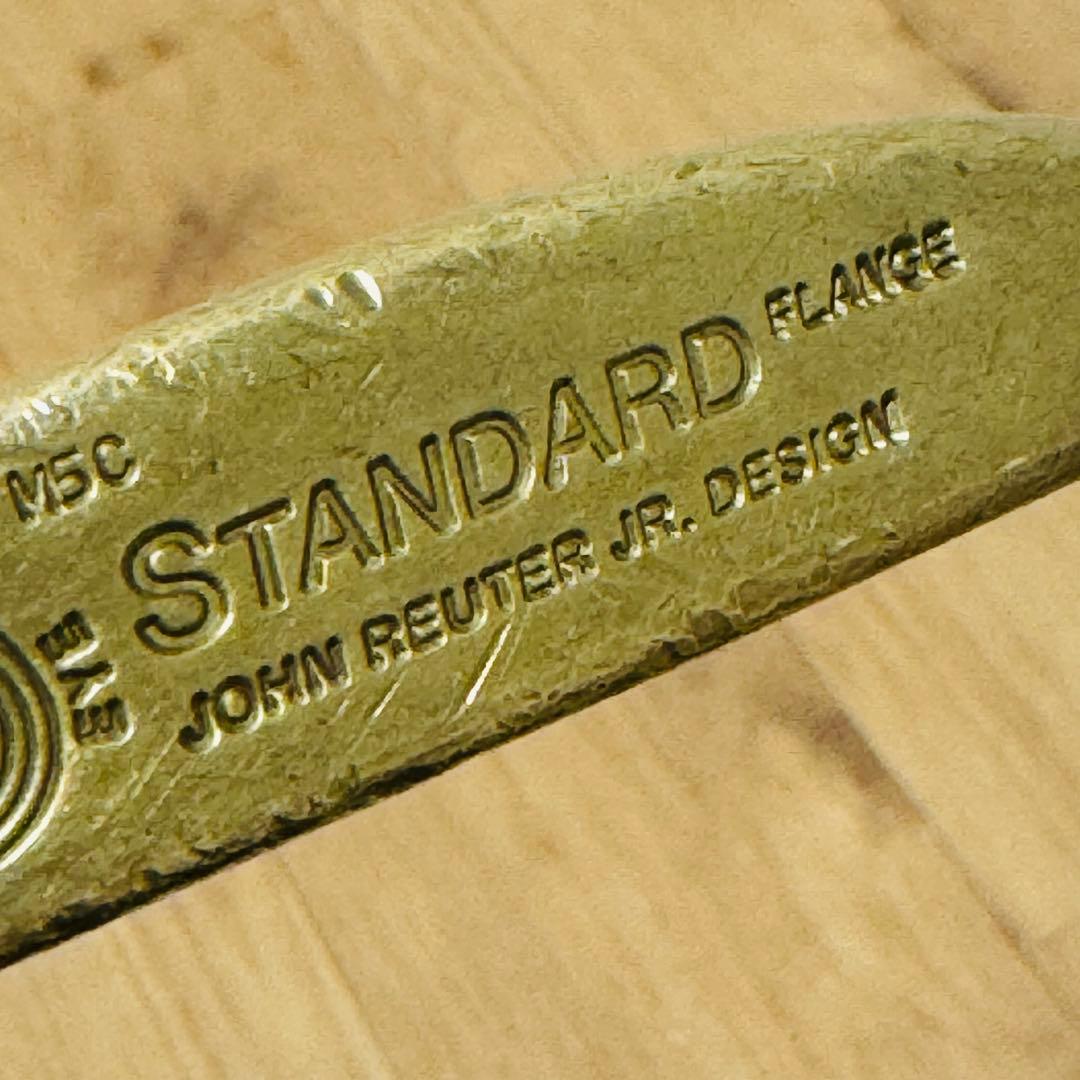 M5C
STANDARD FLANGE
JOHN REUTER JR. DESIGN